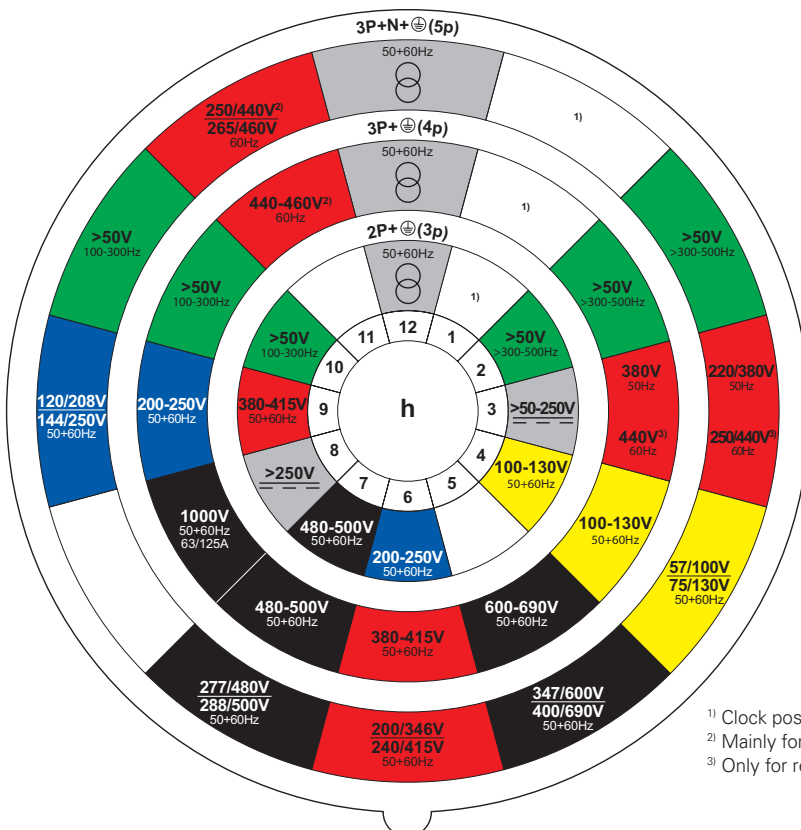 3P+N+⏚(5p)
50+60Hz
1)
>50V
>300-500Hz
220/380V
50Hz
250/440V3)
60Hz
57/100V
75/130V
50+60Hz
347/600V
400/690V
50+60Hz
200/346V
240/415V
50+60Hz
277/480V
288/500V
50+60Hz
120/208V
144/250V
50+60Hz
>50V
100-300Hz
250/440V2)
265/460V
60Hz
3P+⏚(4p)
50+60Hz
1)
>50V
>300-500Hz
380V
50Hz
440V3)
60Hz
100-130V
50+60Hz
600-690V
50+60Hz
380-415V
50+60Hz
480-500V
50+60Hz
1000V
50+60Hz
63/125A
200-250V
50+60Hz
>50V
100-300Hz
440-460V2)
60Hz
2P+⏚(3p)
50+60Hz
1)
>50V
>300-500Hz
>50-250V
100-130V
50+60Hz
200-250V
50+60Hz
480-500V
50+60Hz
>250V
380-415V
50+60Hz
>50V
100-300Hz
12
1
2
3
4
5
6
7
8
9
10
11
h
1) Clock pos
2) Mainly for
3) Only for re